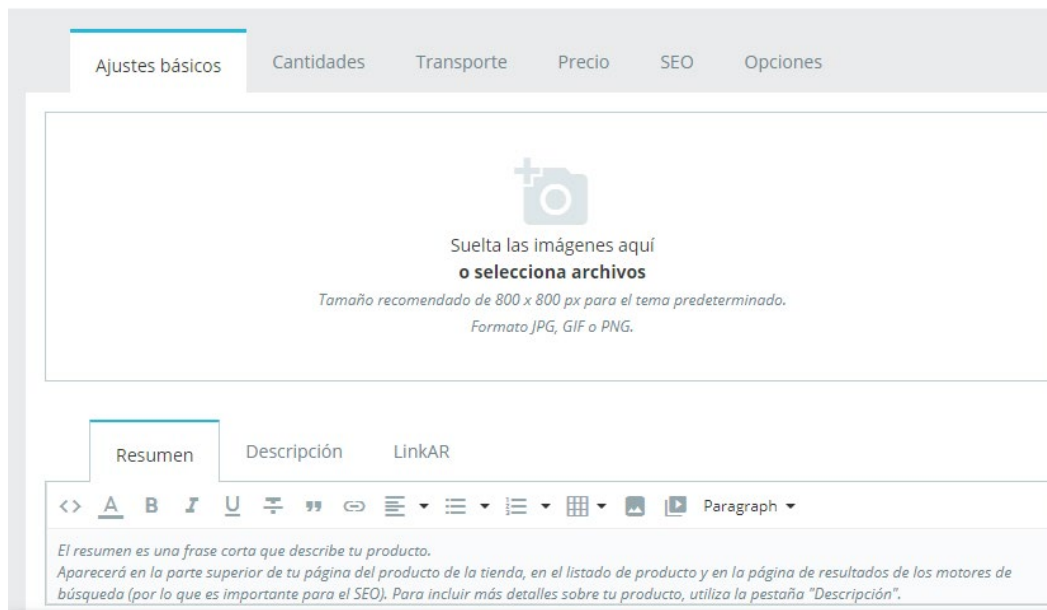 Ajustes básicos Cantidades Transporte Precio SEO Opciones
Suelta las imágenes aquí
o selecciona archivos
Tamaño recomendado de 800 x 800 px para el tema predeterminado.
Formato JPG, GIF o PNG.
Resumen Descripción LinkAR
<> A B I U Paragraph
El resumen es una frase corta que describe tu producto.
Aparecerá en la parte superior de tu página del producto de la tienda, en el listado de producto y en la página de resultados de los motores de
búsqueda (por lo que es importante para el SEO). Para incluir más detalles sobre tu producto, utiliza la pestaña "Descripción".